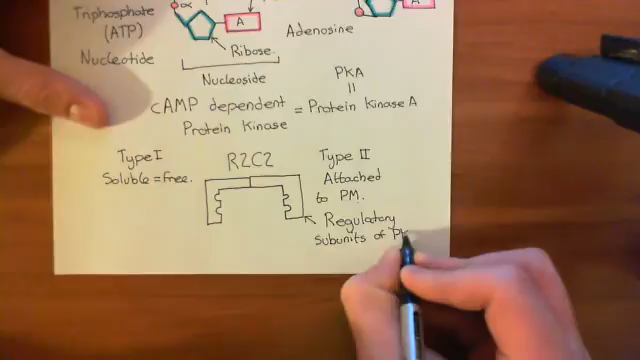 Triphosphate
(ATP)
Nucleotide
α
A
Ribose
Nucleoside
A
Adenosine
cAMP dependent
Protein Kinase
= Protein Kinase A
PKA
=
Type I
Soluble = free.
R2C2
Type II
Attached
to PM.
Regulatory
subunits of